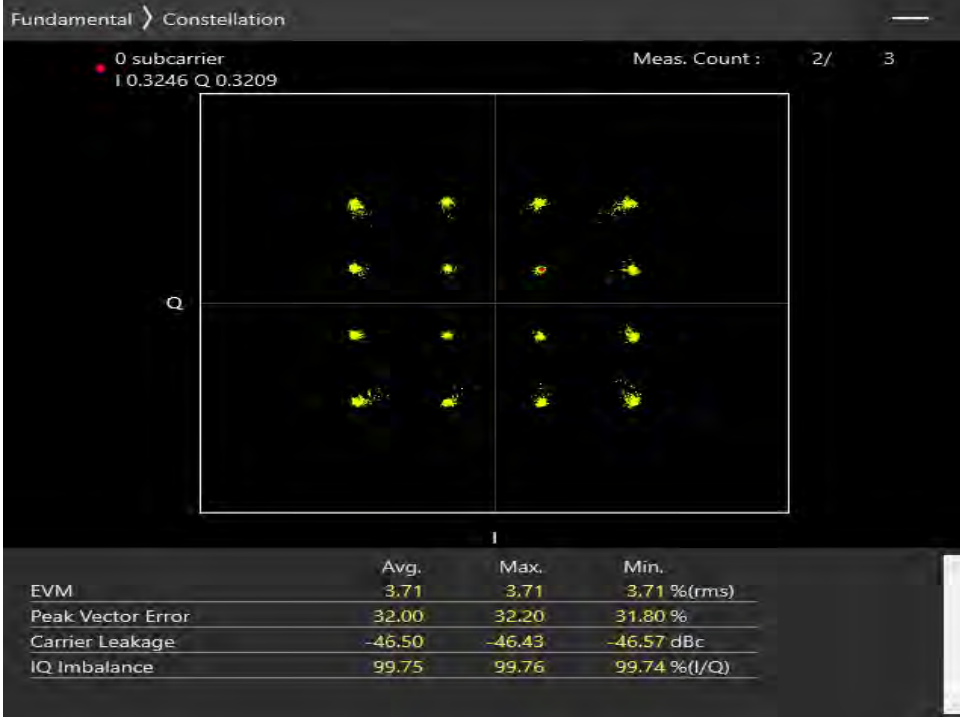 Fundamental 〉 Constellation
0 subcarrier
I 0.3246 Q 0.3209
Meas. Count : 2/ 3
Q
I
Avg. Max. Min.
EVM 3.71 3.71 3.71 %(rms)
Peak Vector Error 32.00 32.20 31.80 %
Carrier Leakage -46.50 -46.43 -46.57 dBc
IQ Imbalance 99.75 99.76 99.74 %(I/Q)